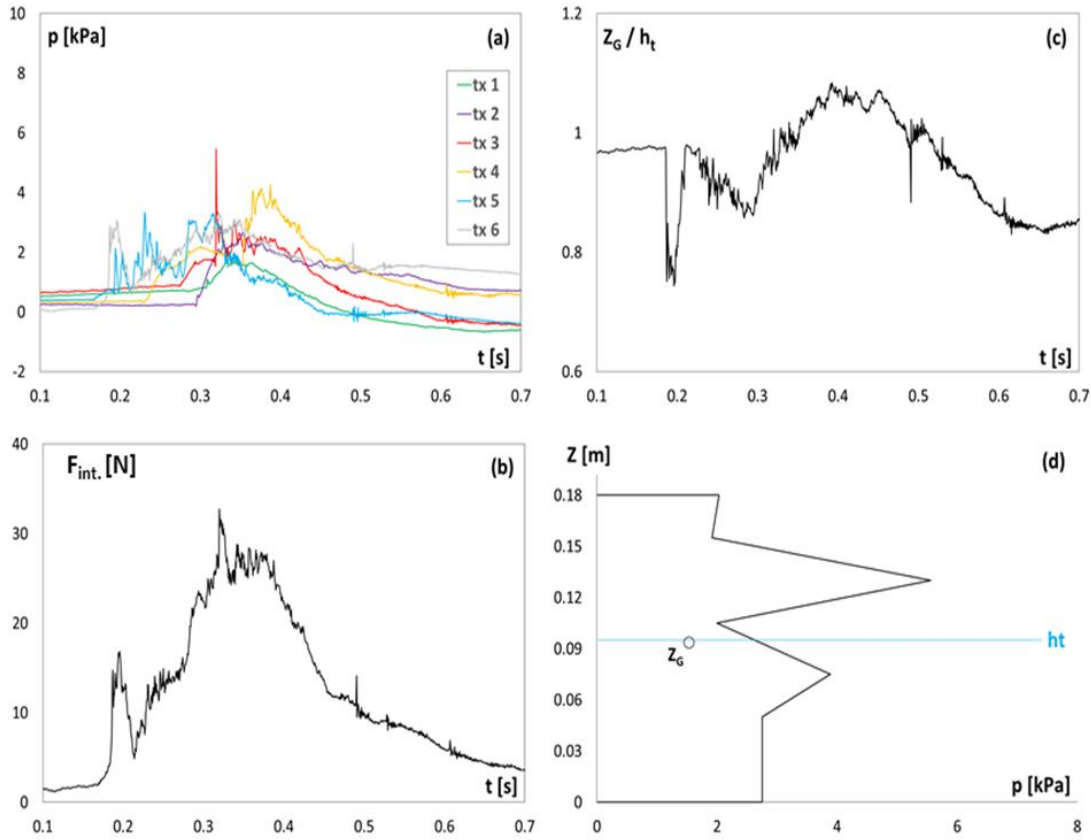 10
p [kPa]
(a)
8
6
4
2
0
-2
tx 1
tx 2
tx 3
tx 4
tx 5
tx 6
t [s]
0.1 0.2 0.3 0.4 0.5 0.6 0.7
1.2
Z_G / h_t
(c)
1
0.8
0.6
t [s]
0.1 0.2 0.3 0.4 0.5 0.6 0.7
40
F_int. [N]
(b)
30
20
10
0
t [s]
0.1 0.2 0.3 0.4 0.5 0.6 0.7
Z [m]
(d)
0.18
0.15
0.12
0.09
0.06
0.03
0
ht
Z_G
p [kPa]
0 2 4 6 8